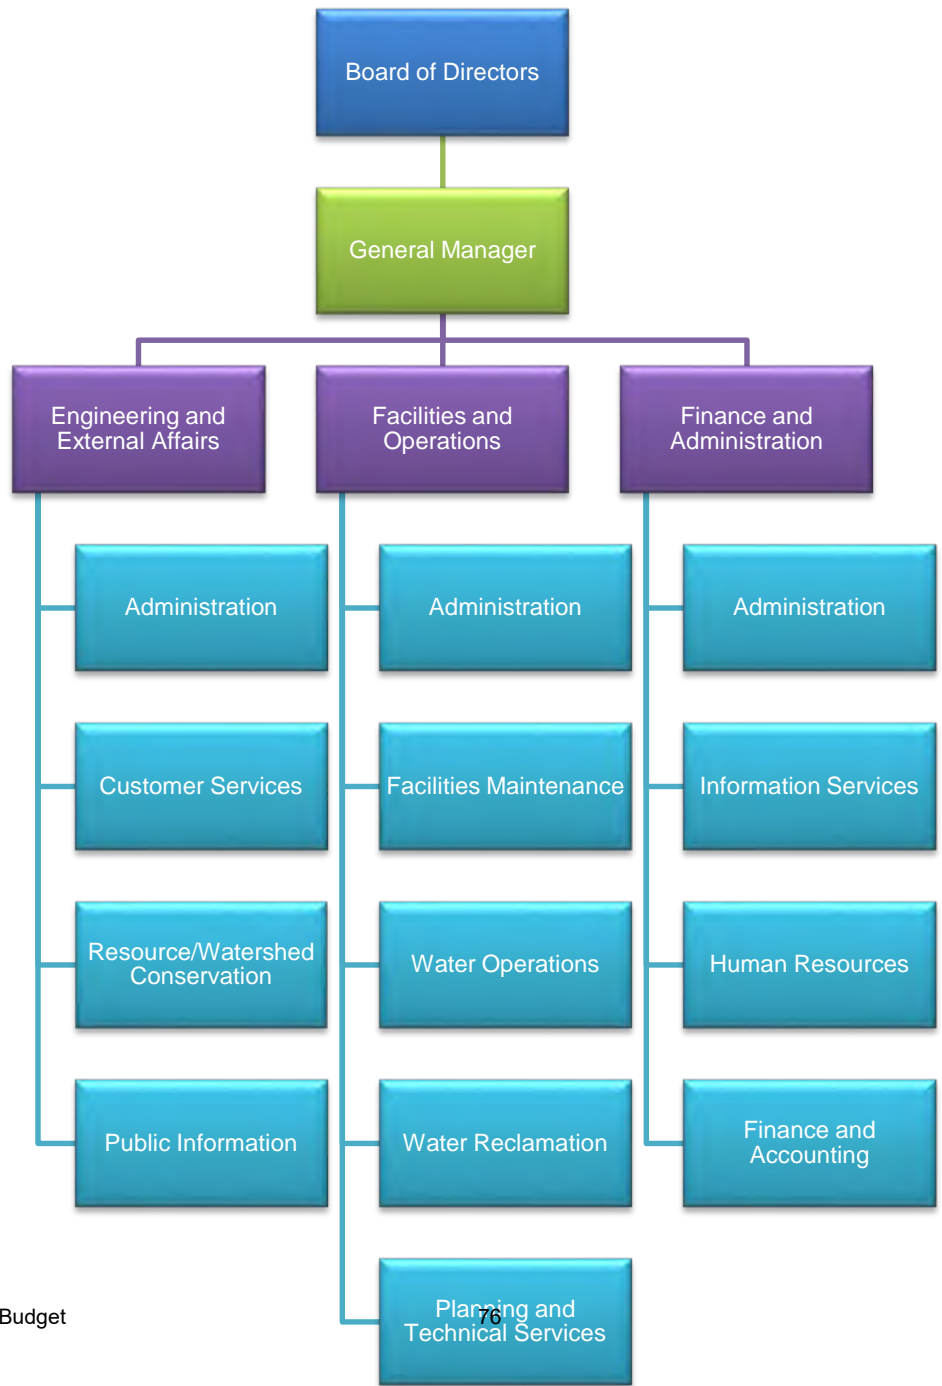 Board of Directors
General Manager
Engineering and
External Affairs
Facilities and
Operations
Finance and
Administration
Administration
Administration
Administration
Customer Services
Facilities Maintenance
Information Services
Resource/Watershed
Conservation
Water Operations
Human Resources
Public Information
Water Reclamation
Finance and
Accounting
Planning and
Technical Services
Budget
76